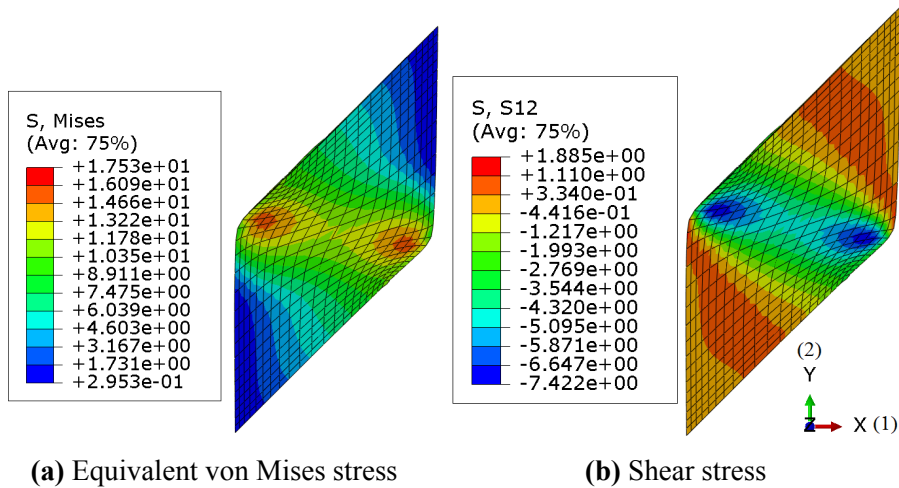 S, Mises
(Avg: 75%)
+1.753e+01
+1.609e+01
+1.466e+01
+1.322e+01
+1.178e+01
+1.035e+01
+8.911e+00
+7.475e+00
+6.039e+00
+4.603e+00
+3.167e+00
+1.731e+00
+2.953e-01
S, S12
(Avg: 75%)
+1.885e+00
+1.110e+00
+3.340e-01
-4.416e-01
-1.217e+00
-1.993e+00
-2.769e+00
-3.544e+00
-4.320e+00
-5.095e+00
-5.871e+00
-6.647e+00
-7.422e+00
(2)
Y
Z X (1)
(a) Equivalent von Mises stress
(b) Shear stress